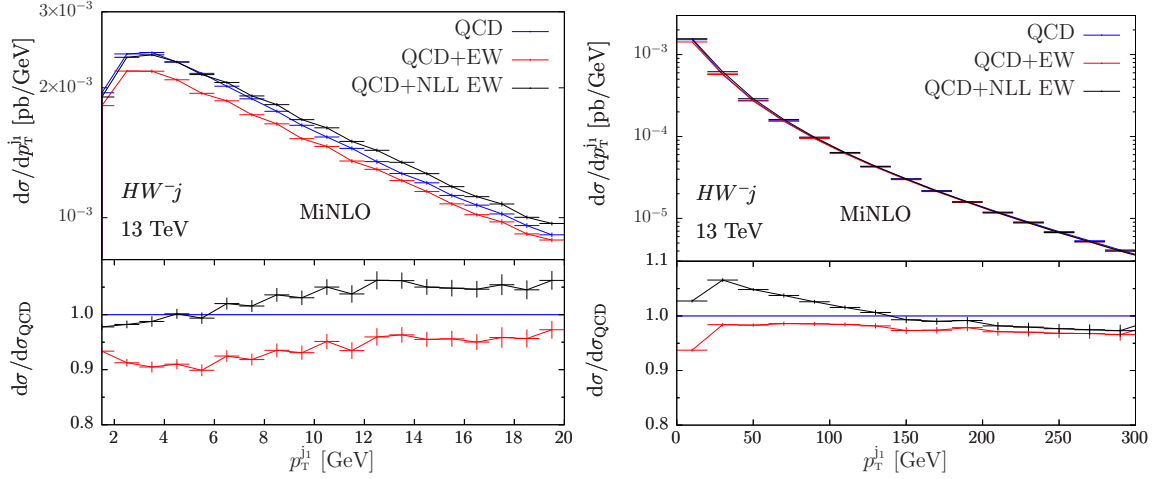 3×10⁻³
2×10⁻³
10⁻³
dσ/dp_T^{j₁} [pb/GeV]
QCD
QCD+EW
QCD+NLL EW
HW⁻j
13 TeV
MiNLO
dσ/dσ_QCD
1.0
0.9
0.8
2 4 6 8 10 12 14 16 18 20
p_T^{j₁} [GeV]
10⁻³
10⁻⁴
10⁻⁵
dσ/dp_T^{j₁} [pb/GeV]
QCD
QCD+EW
QCD+NLL EW
HW⁻j
13 TeV
MiNLO
dσ/dσ_QCD
1.1
1.0
0.9
0.8
0 50 100 150 200 250 300
p_T^{j₁} [GeV]